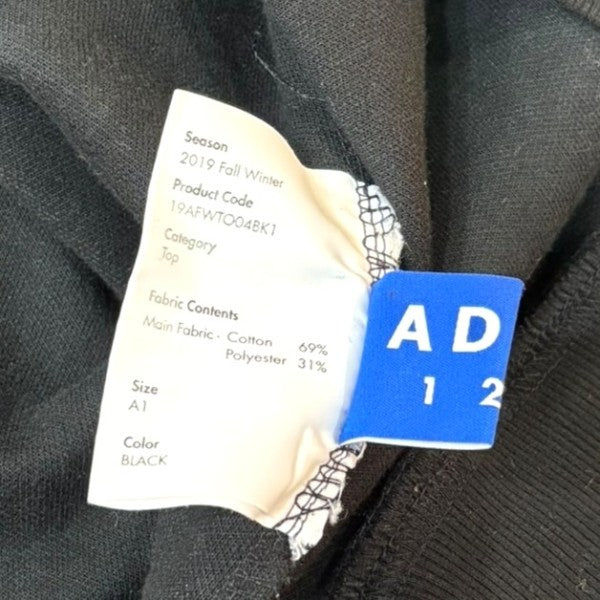 Season
2019 Fall Winter
Product Code
19AFWTO04BK1
Category
Top
Fabric Contents
Main Fabric - Cotton 69%
Polyester 31%
Size
A1
Color
BLACK
AD
1 2